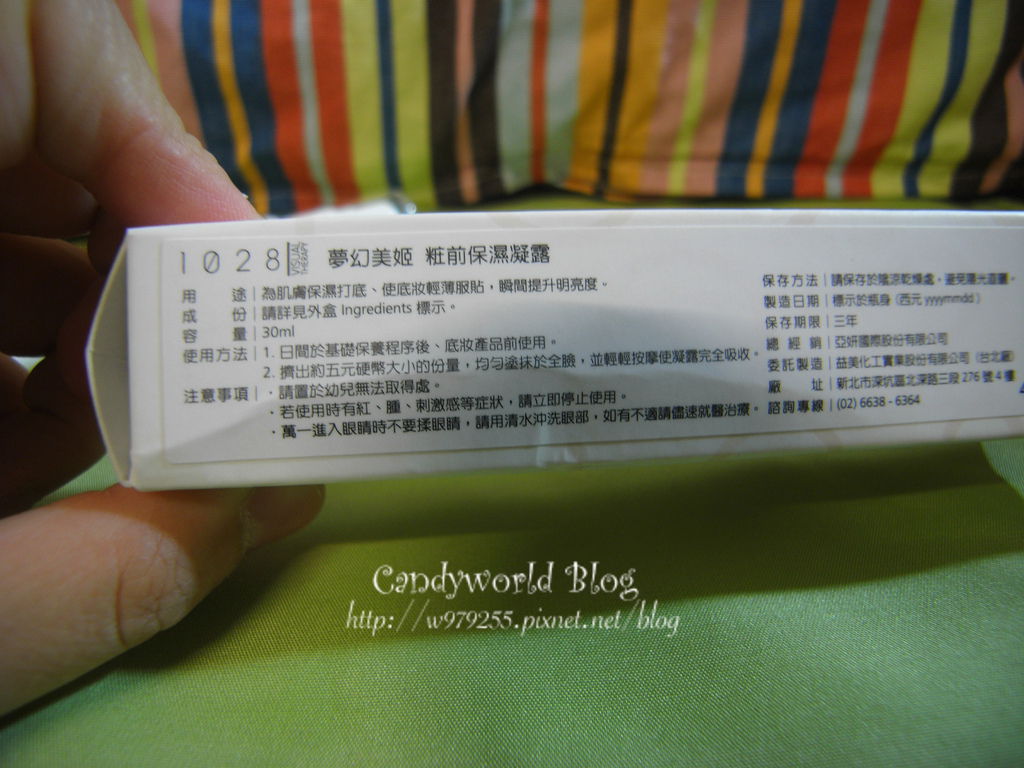 1028 VISUAL THERAPY 夢幻美姬 粧前保濕凝露
用途｜為肌膚保濕打底、使底妝輕薄服貼，瞬間提升明亮度。
成份｜請詳見外盒 Ingredients 標示。
容量｜30ml
使用方法｜1. 日間於基礎保養程序後、底妝產品前使用。
2. 擠出約五元硬幣大小的份量，均勻塗抹於全臉，並輕輕按摩使凝露完全吸收。
注意事項｜・請置於幼兒無法取得處。
・若使用時有紅、腫、刺激感等症狀，請立即停止使用。
・萬一進入眼睛時不要揉眼睛，請用清水沖洗眼部，如有不適請儘速就醫治療。
保存方法｜請保存於陰涼乾燥處，避免陽光直曬。
製造日期｜標示於瓶身（西元 yyyymmdd）
保存期限｜三年
總經銷｜亞妍國際股份有限公司
委託製造｜益美化工實業股份有限公司（台北廠）
廠址｜新北市深坑區北深路三段 276 號 4 樓
諮詢專線｜(02) 6638 - 6364
Candyworld Blog
http://w979255.pixnet.net/blog